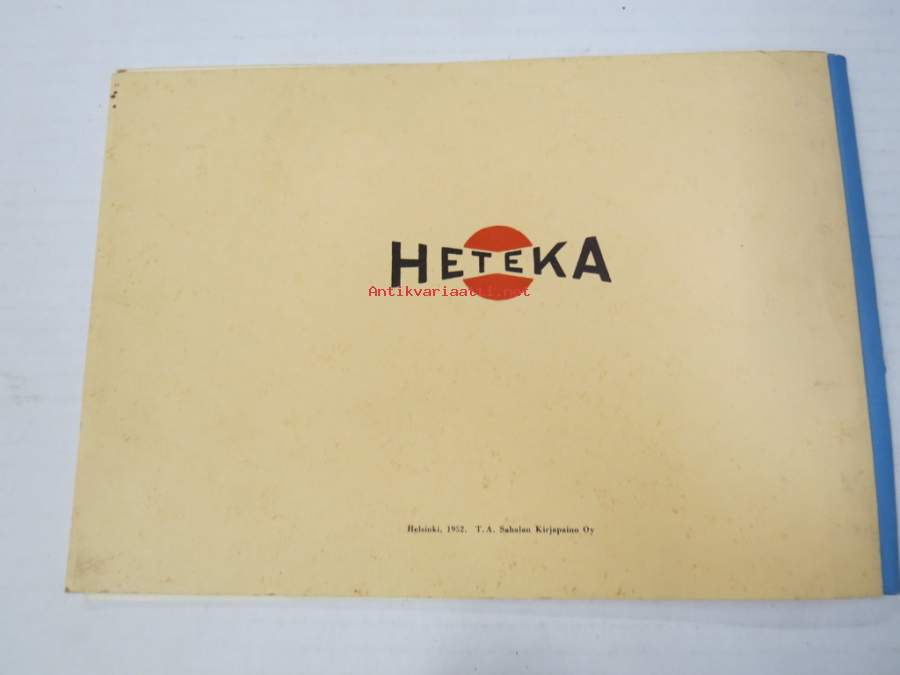 HETEKA
Antikvariaatti.net
Helsinki, 1952. T. A. Sahalan Kirjapaino Oy